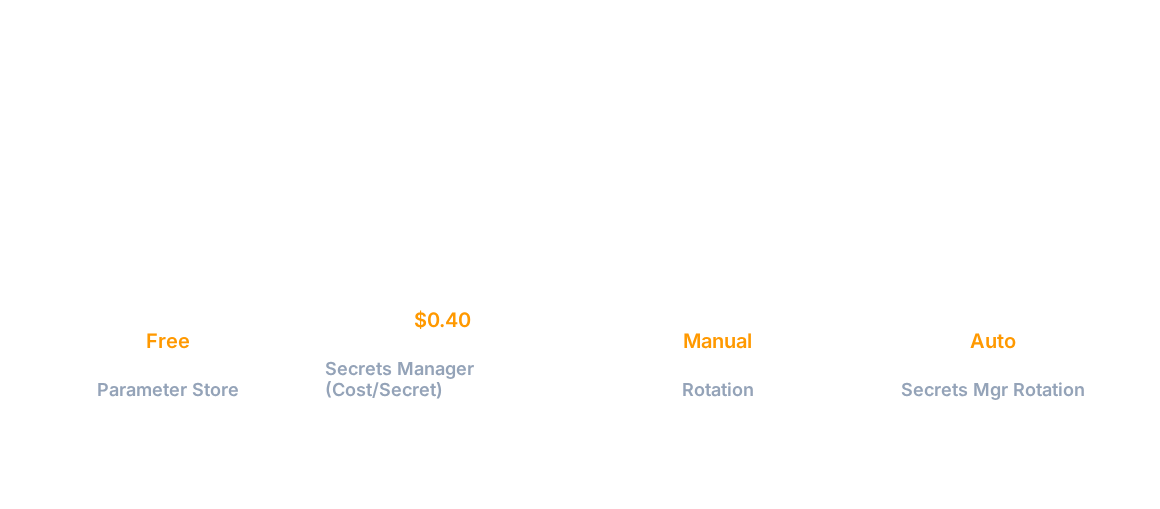 Free
Parameter Store
$0.40
Secrets Manager
(Cost/Secret)
Manual
Rotation
Auto
Secrets Mgr Rotation